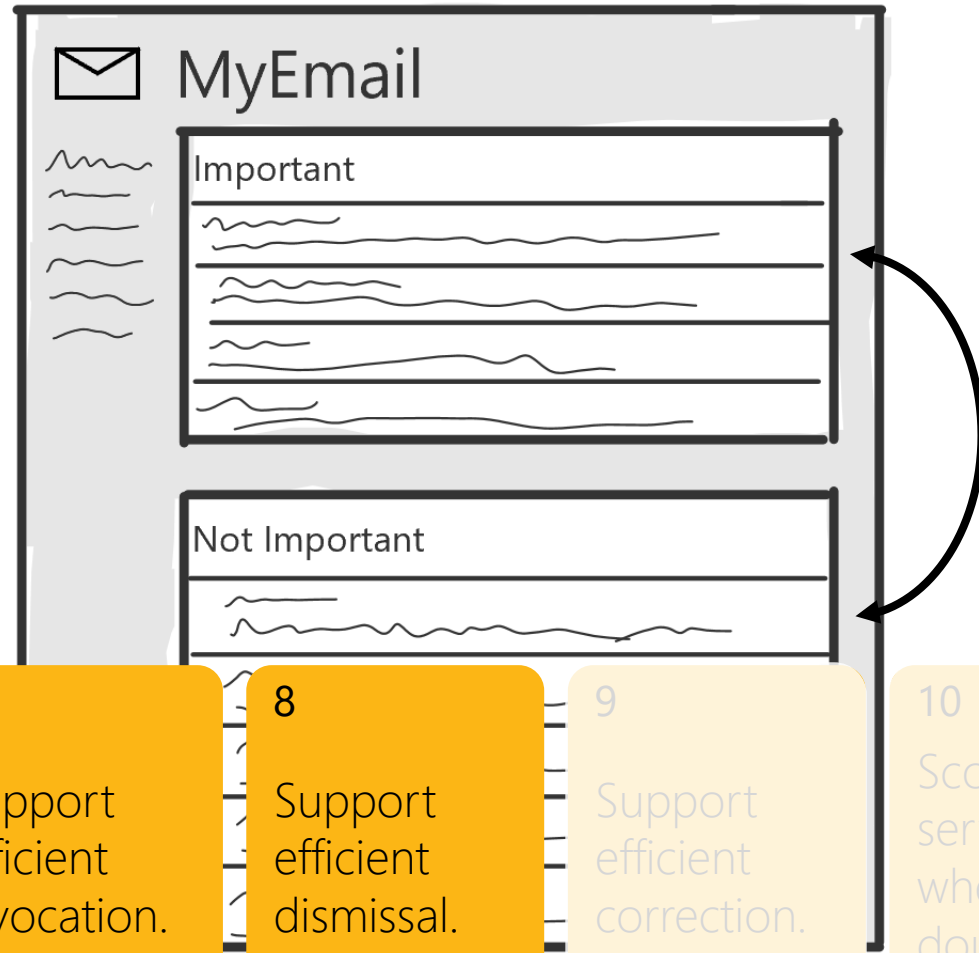 MyEmail
Important
Not Important
8
Support
efficient
dismissal.
9
Support
efficient
correction.
10